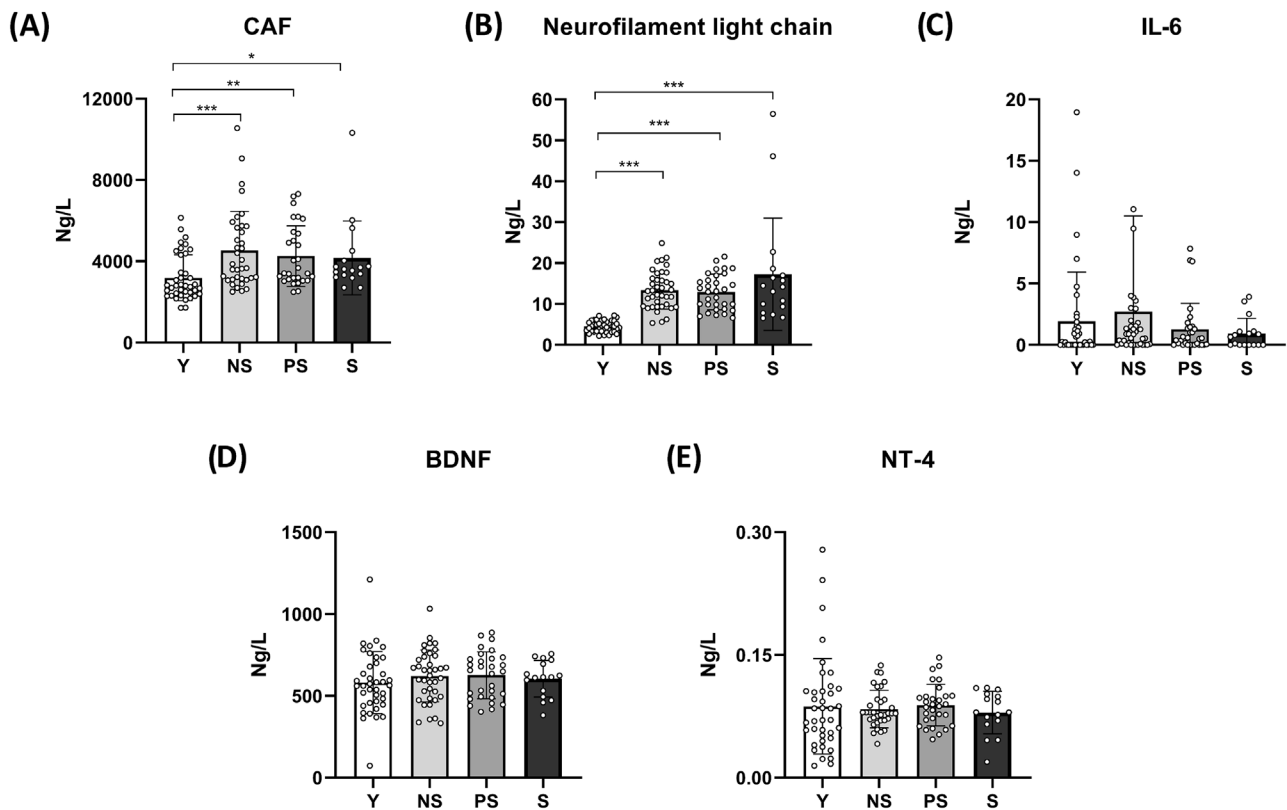 (A)
CAF
*
**
***
12000
8000
4000
0
Ng/L
Y NS PS S
(B)
Neurofilament light chain
***
***
***
60
50
40
30
20
10
0
Ng/L
Y NS PS S
(C)
IL-6
20
15
10
5
0
Ng/L
Y NS PS S
(D)
BDNF
1500
1000
500
0
Ng/L
Y NS PS S
(E)
NT-4
0.30
0.15
0.00
Ng/L
Y NS PS S